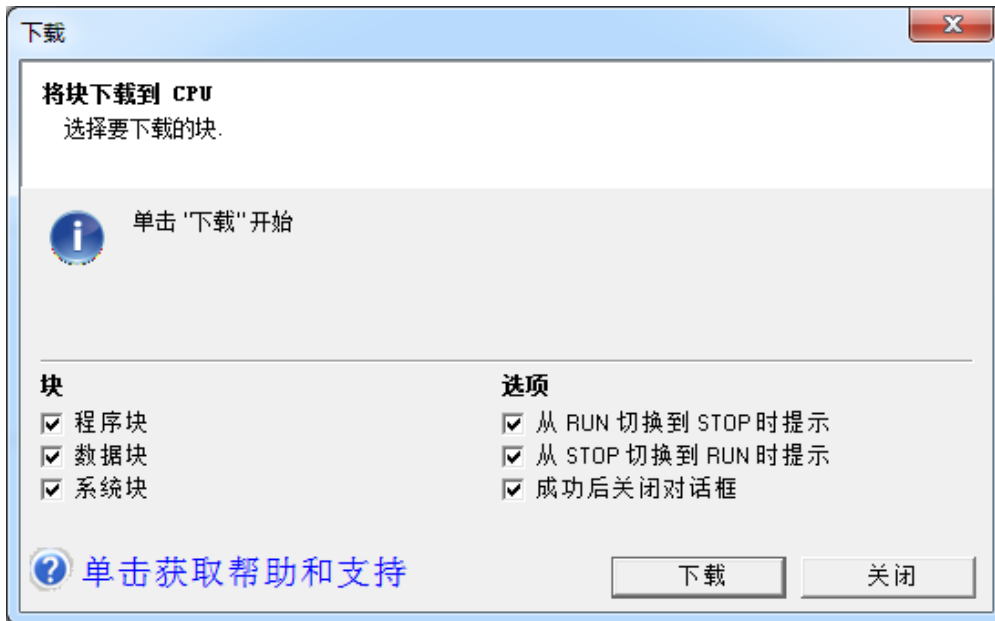 下载
将块下载到 CPU
选择要下载的块.
单击 "下载" 开始
块
程序块
数据块
系统块
选项
从 RUN 切换到 STOP 时提示
从 STOP 切换到 RUN 时提示
成功后关闭对话框
单击获取帮助和支持
下载
关闭